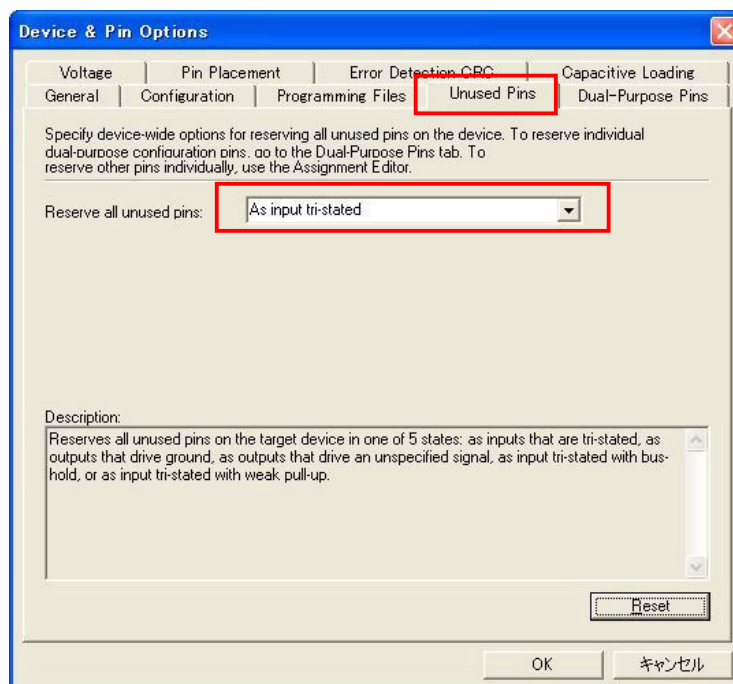 Device & Pin Options
Voltage Pin Placement Error Detection CRC Capacitive Loading
General Configuration Programming Files Unused Pins Dual-Purpose Pins
Specify device-wide options for reserving all unused pins on the device. To reserve individual
dual-purpose configuration pins, go to the Dual-Purpose Pins tab. To
reserve other pins individually, use the Assignment Editor.
Reserve all unused pins: As input tri-stated
Description:
Reserves all unused pins on the target device in one of 5 states: as inputs that are tri-stated, as
outputs that drive ground, as outputs that drive an unspecified signal, as input tri-stated with bus-
hold, or as input tri-stated with weak pull-up.
Reset
OK キャンセル